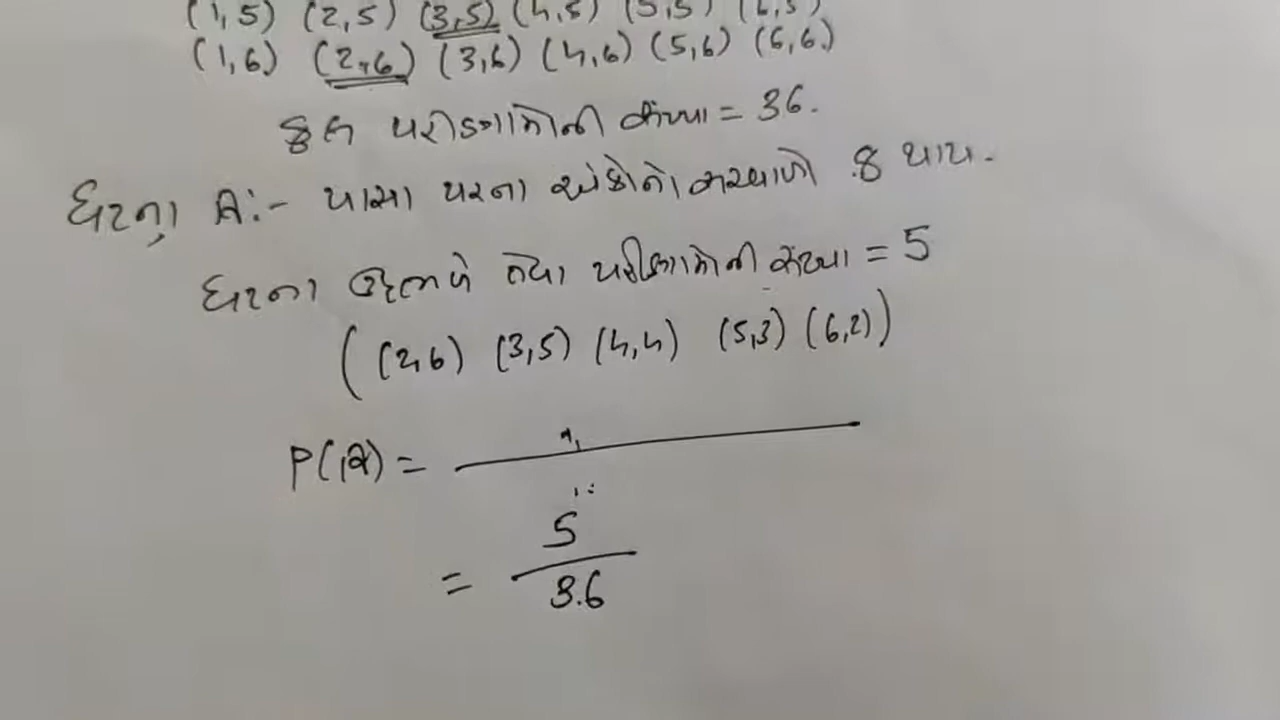 (1,5) (2,5) (3,5) (4,5) (5,5) (6,5)
(1,6) (2,6) (3,6) (4,6) (5,6) (6,6)
કુલ પરીણામોની સંખ્યા = 36.
ઘટના A:- પાસા પરના અંકોનો સરવાળો 8 થાય.
ઘટના ઉદ્દભવે તેવા પરીણામોની સંખ્યા = 5
((2,6) (3,5) (4,4) (5,3) (6,2))
P(A) =
= 5
36